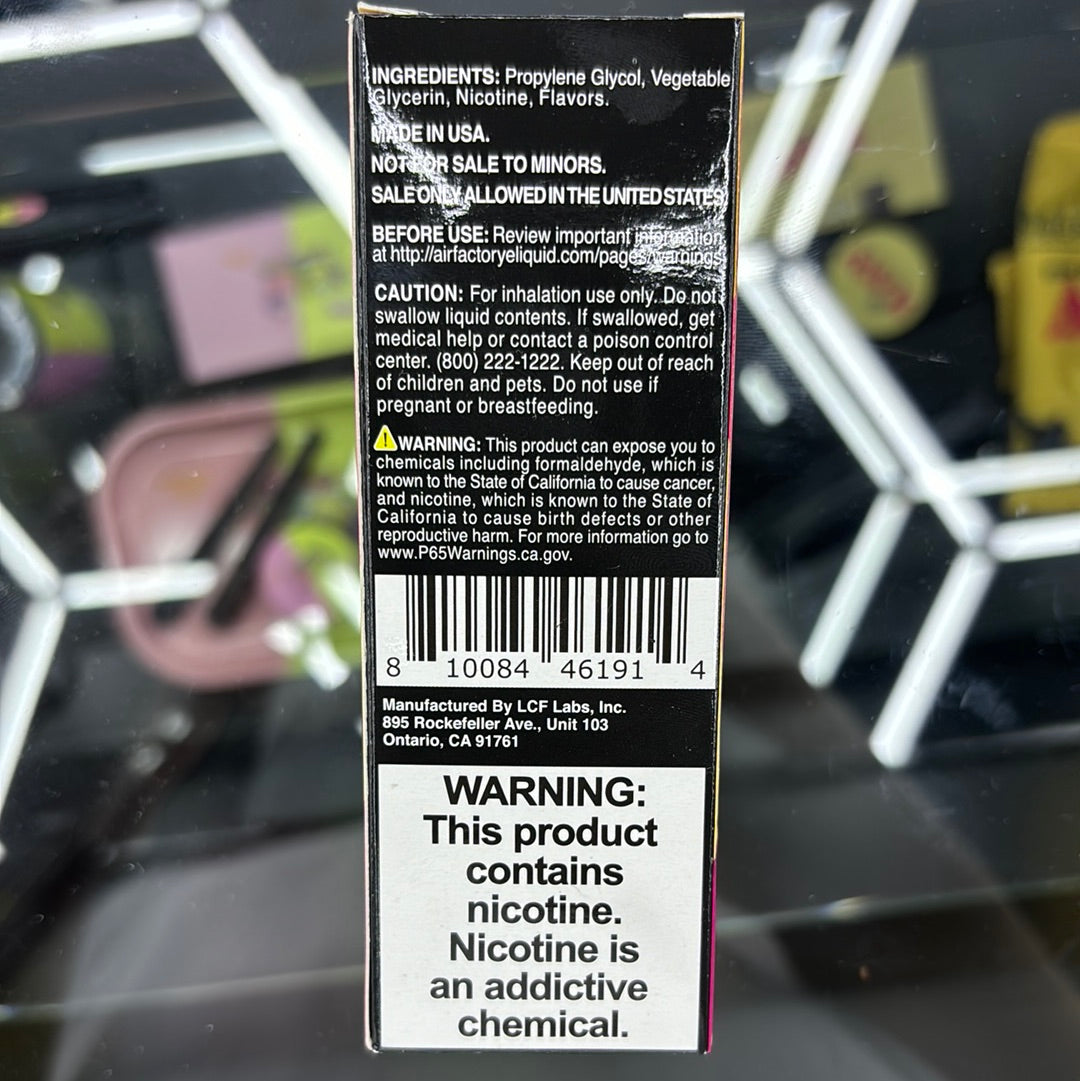 INGREDIENTS: Propylene Glycol, Vegetable
Glycerin, Nicotine, Flavors.
MADE IN USA.
NOT FOR SALE TO MINORS.
SALE ONLY ALLOWED IN THE UNITED STATES
BEFORE USE: Review important information
at http://airfactoryeliquid.com/pages/warnings
CAUTION: For inhalation use only. Do not
swallow liquid contents. If swallowed, get
medical help or contact a poison control
center. (800) 222-1222. Keep out of reach
of children and pets. Do not use if
pregnant or breastfeeding.
WARNING: This product can expose you to
chemicals including formaldehyde, which is
known to the State of California to cause cancer,
and nicotine, which is known to the State of
California to cause birth defects or other
reproductive harm. For more information go to
www.P65Warnings.ca.gov.
8 10084 46191 4
Manufactured By LCF Labs, Inc.
895 Rockefeller Ave., Unit 103
Ontario, CA 91761
WARNING:
This product
contains
nicotine.
Nicotine is
an addictive
chemical.